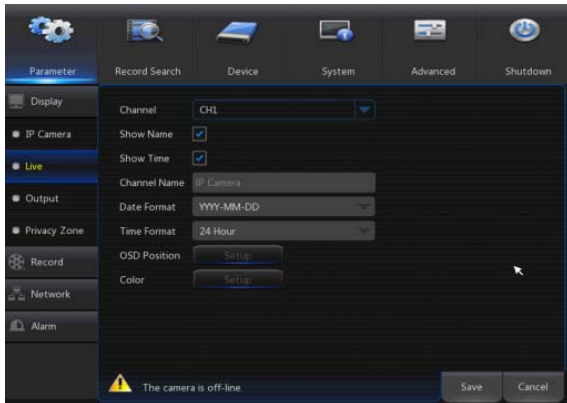 Parameter Record Search Device System Advanced Shutdown
Display
IP Camera
Live
Output
Privacy Zone
Record
Network
Alarm
Channel CH1
Show Name
Show Time
Channel Name IP Camera
Date Format YYYY-MM-DD
Time Format 24 Hour
OSD Position Setup
Color Setup
The camera is off-line.
Save Cancel